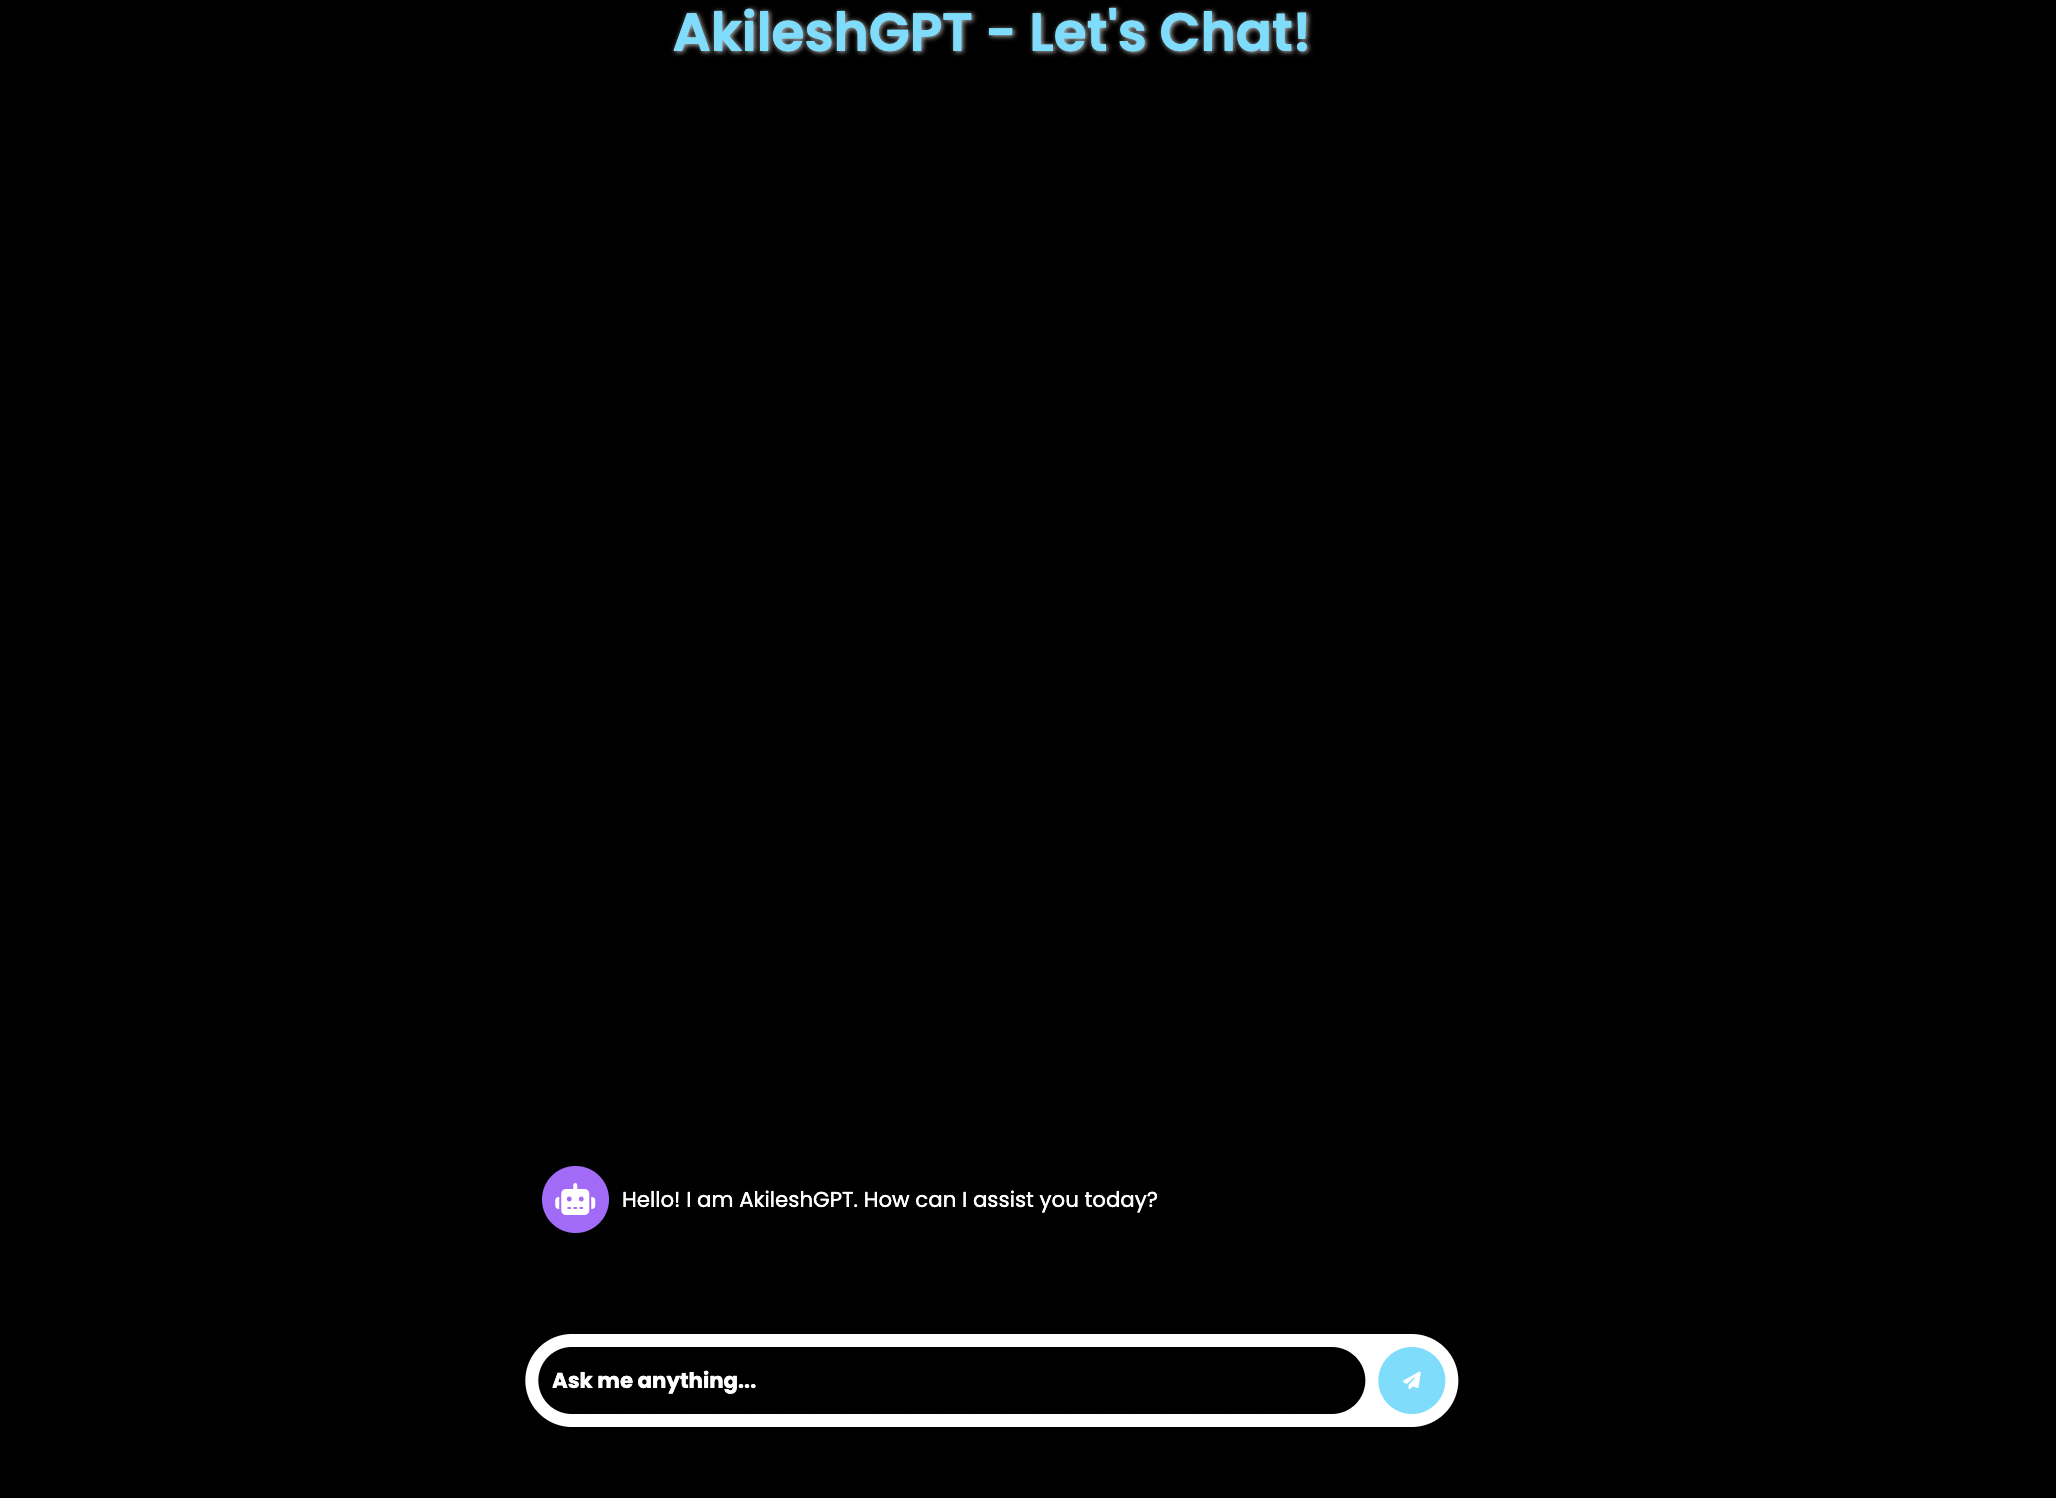 AkileshGPT - Let's Chat!
Hello! I am AkileshGPT. How can I assist you today?
Ask me anything...